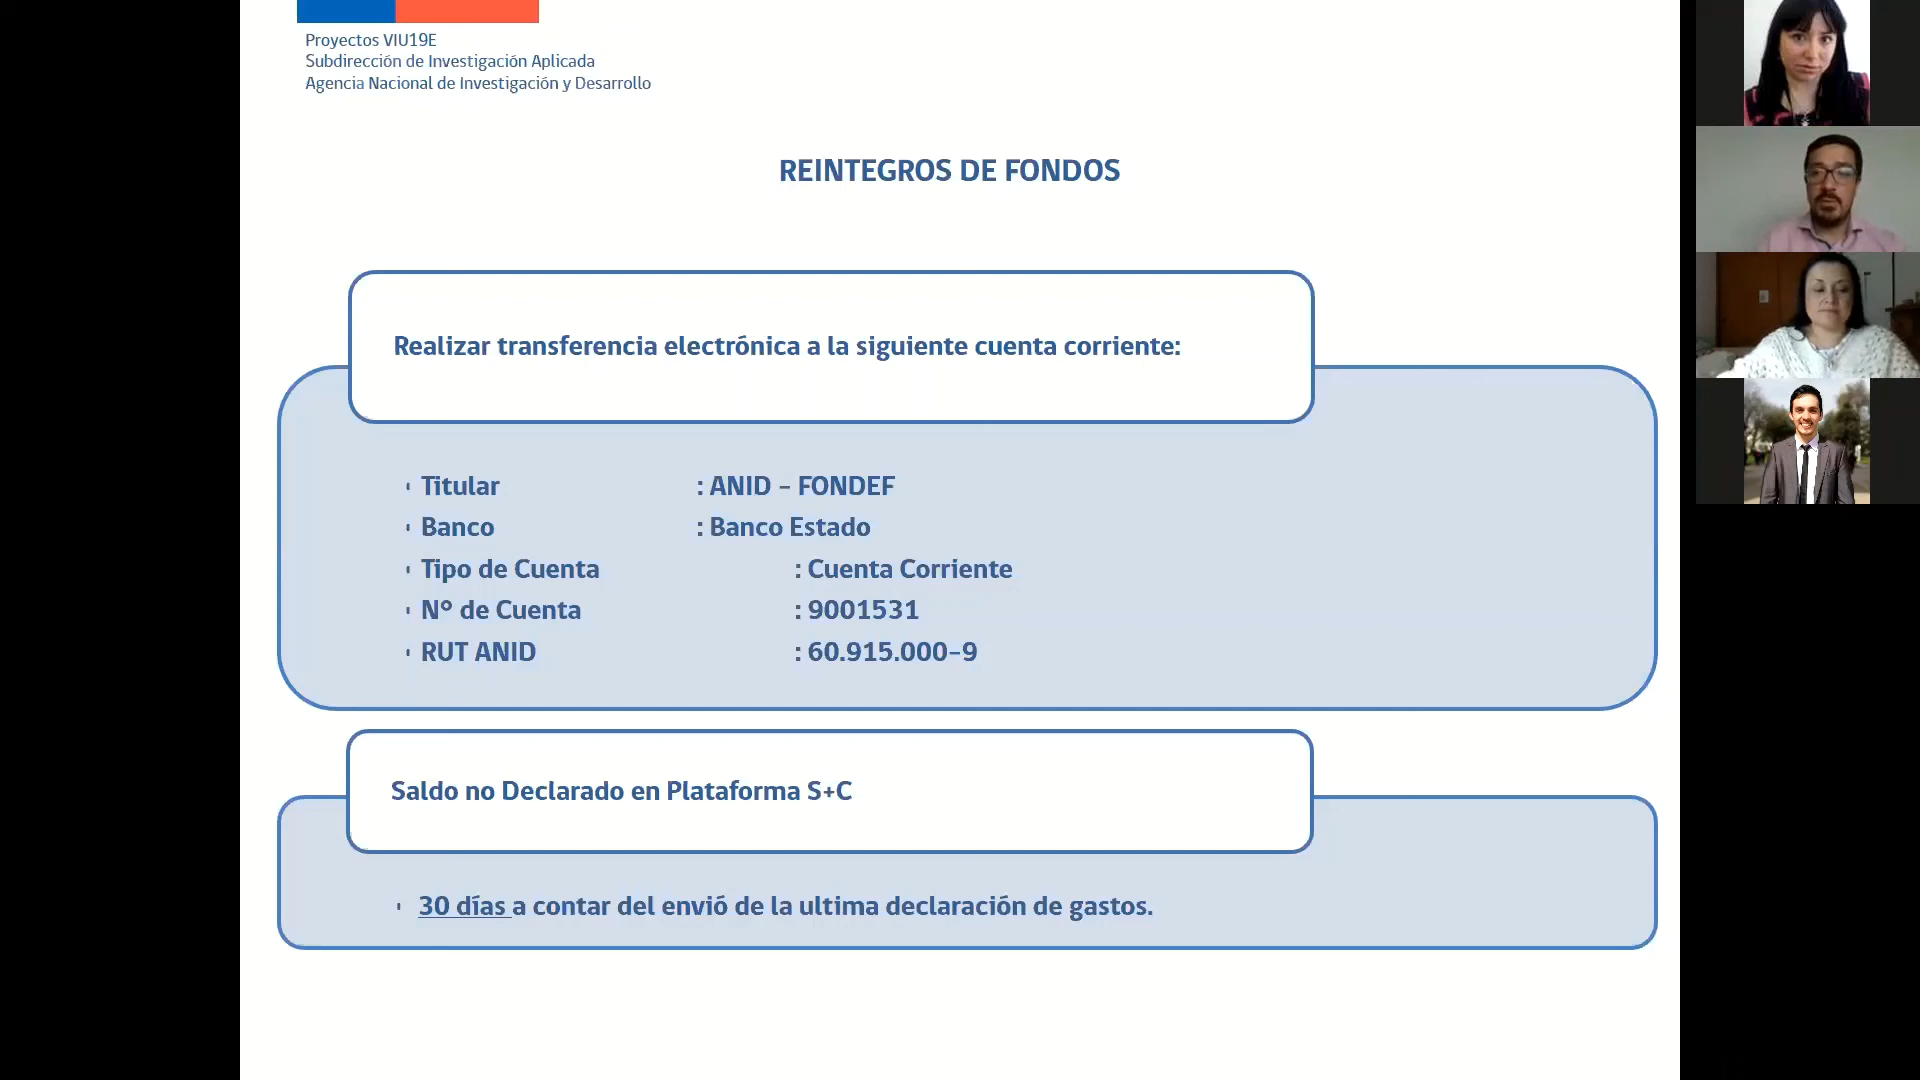 Proyectos VIU19E
Subdirección de Investigación Aplicada
Agencia Nacional de Investigación y Desarrollo
REINTEGROS DE FONDOS
Realizar transferencia electrónica a la siguiente cuenta corriente:
Titular : ANID – FONDEF
Banco : Banco Estado
Tipo de Cuenta : Cuenta Corriente
N° de Cuenta : 9001531
RUT ANID : 60.915.000-9
Saldo no Declarado en Plataforma S+C
30 días a contar del envió de la ultima declaración de gastos.